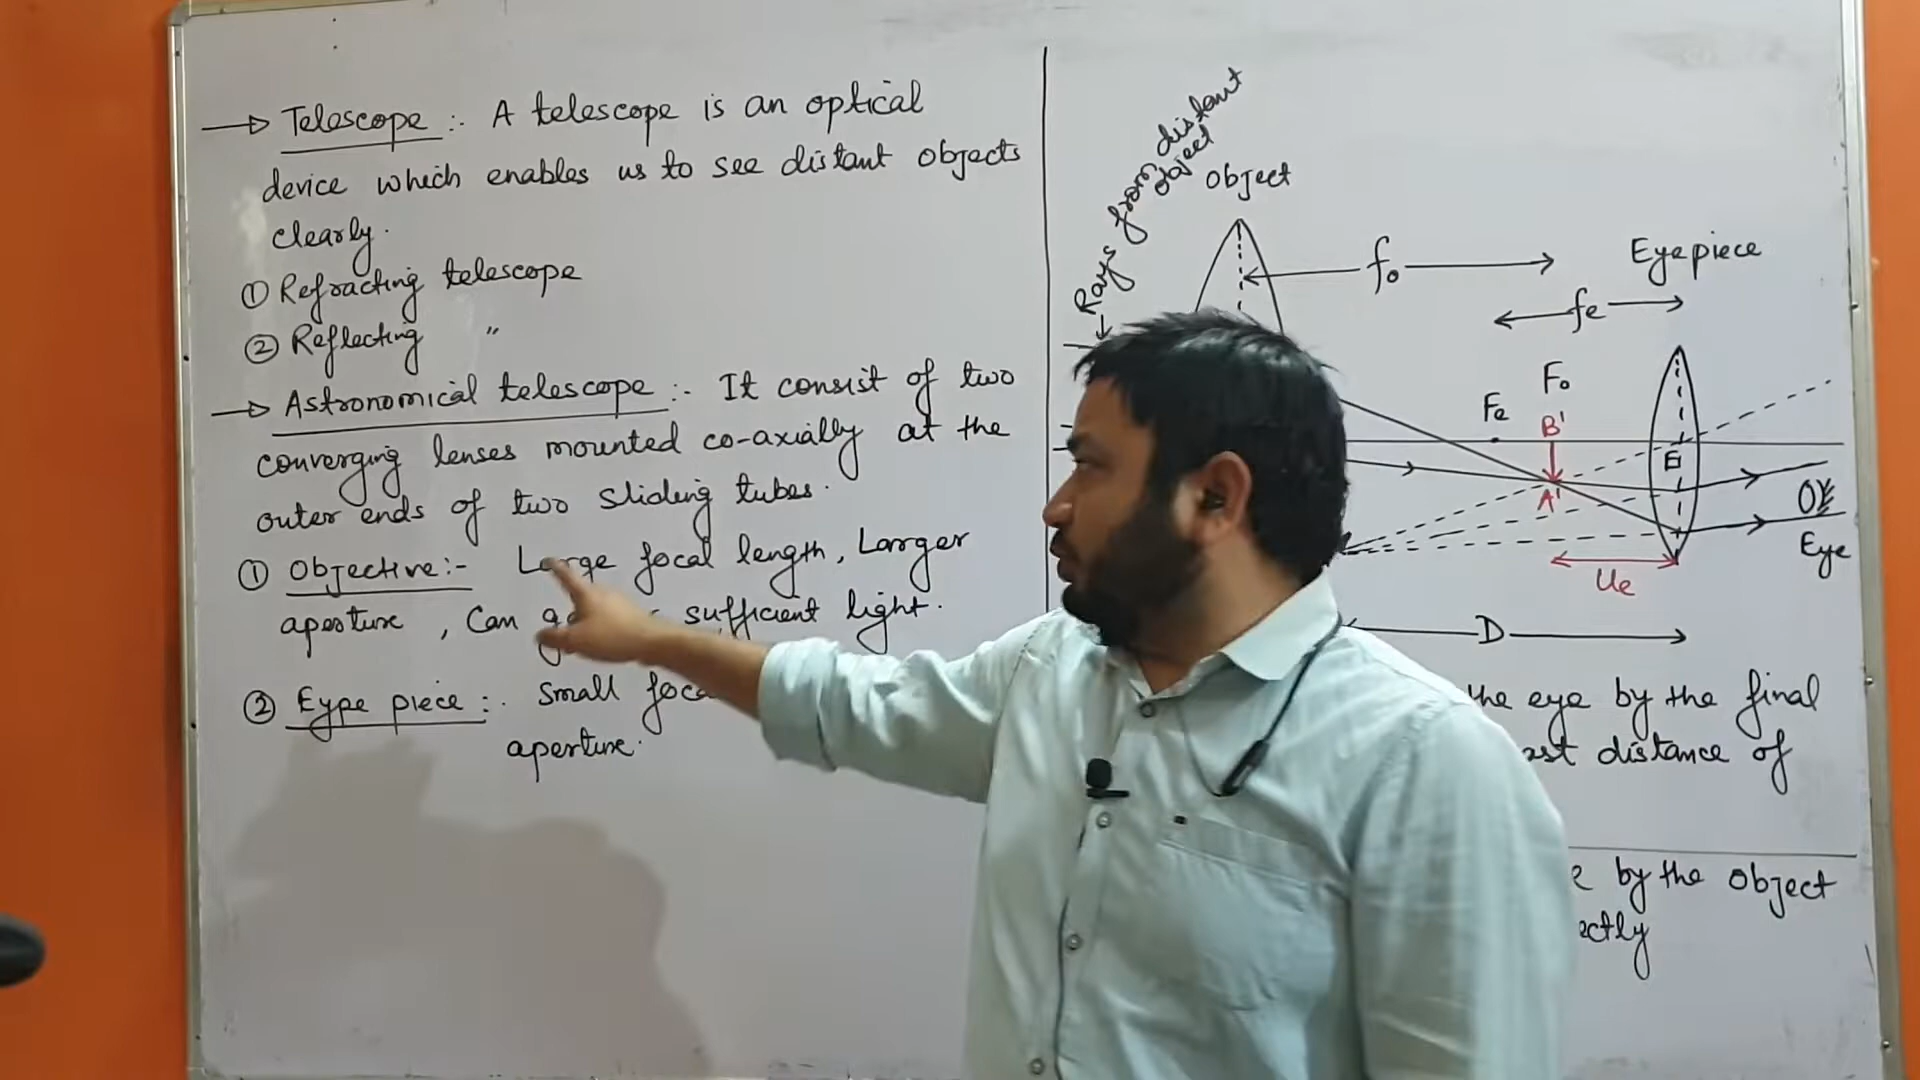 → Telescope :- A telescope is an optical
device which enables us to see distant objects
clearly.
① Refracting telescope
② Reflecting "
→ Astronomical telescope :- It consist of two
converging lenses mounted co-axially at the
outer ends of two sliding tubes.
① Objective :- Large focal length, Larger
aperture, Can sufficient light.
② Eype piece :- Small
aperture.
Rays from distant
object
Object
fo
Eyepiece
fe
Fo
Fe
B'
E
A'
Eye
ue
D
the eye by the final
distance of
by the object